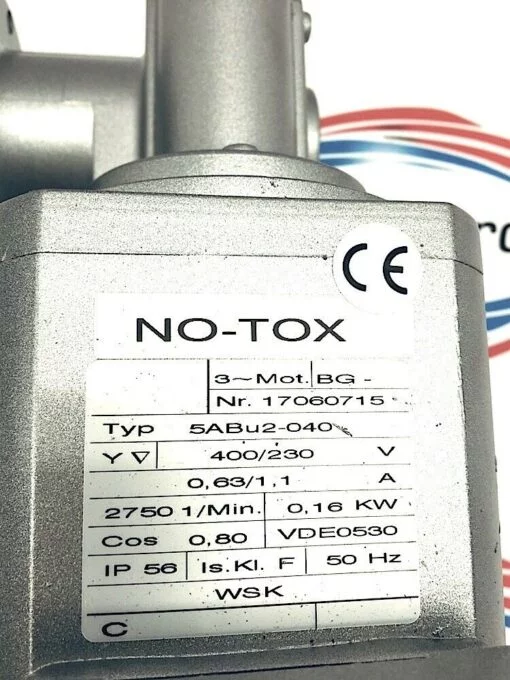 CE
NO-TOX
3~Mot. BG -
Nr. 17060715
Typ 5ABu2-040
Y ▽ 400/230 V
0,63/1,1 A
2750 1/Min. 0,16 KW
Cos 0,80 VDE0530
IP 56 Is.Kl. F 50 Hz
WSK
C